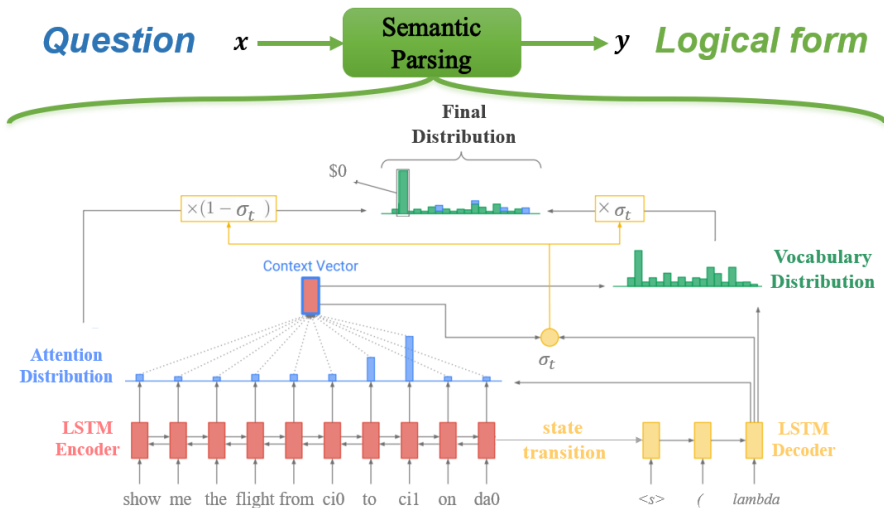 Question x Semantic Parsing y Logical form
Final
Distribution
$0
×(1 − σt )
× σt
Context Vector
Vocabulary
Distribution
σt
Attention
Distribution
LSTM
Encoder
state
transition
LSTM
Decoder
show me the flight from ci0 to ci1 on da0 <s> ( lambda